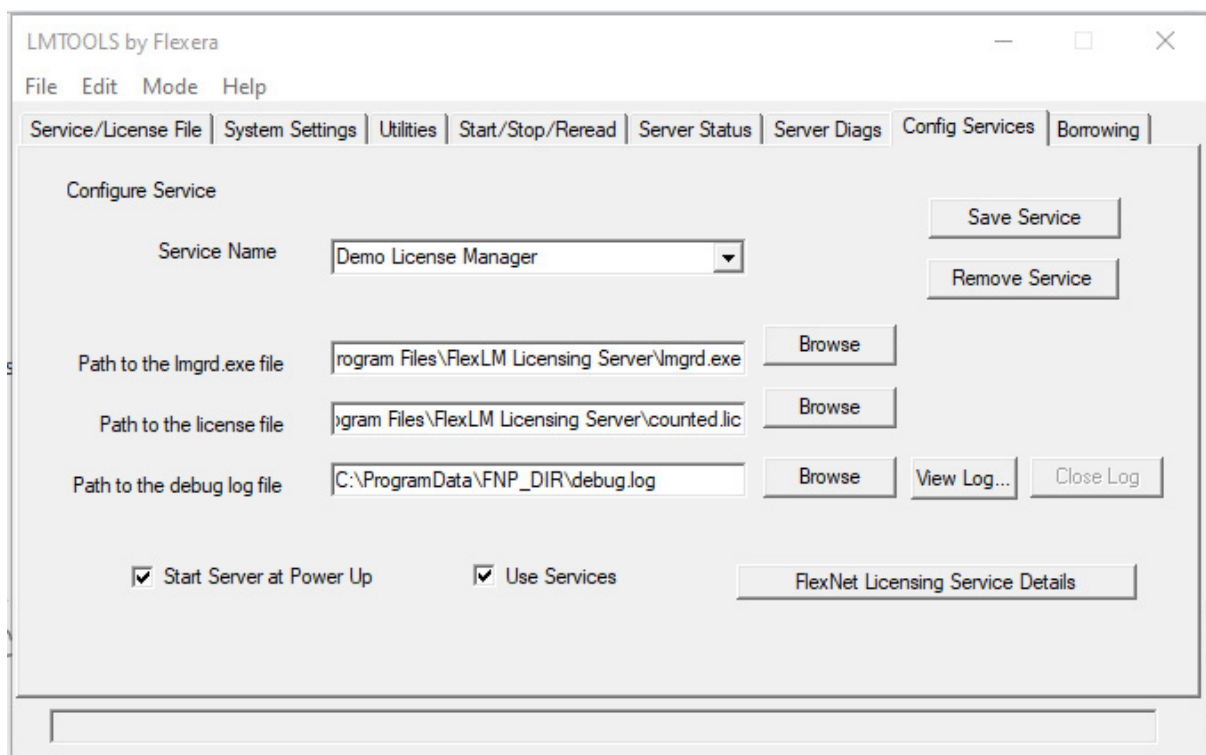 LMTOOLS by Flexera
File Edit Mode Help
Service/License File System Settings Utilities Start/Stop/Reread Server Status Server Diags Config Services Borrowing
Configure Service
Save Service
Service Name Demo License Manager
Remove Service
Path to the lmgrd.exe file rogram Files\FlexLM Licensing Server\lmgrd.exe Browse
Path to the license file ogram Files\FlexLM Licensing Server\counted.lic Browse
Path to the debug log file C:\ProgramData\FNP_DIR\debug.log Browse View Log... Close Log
Start Server at Power Up Use Services FlexNet Licensing Service Details